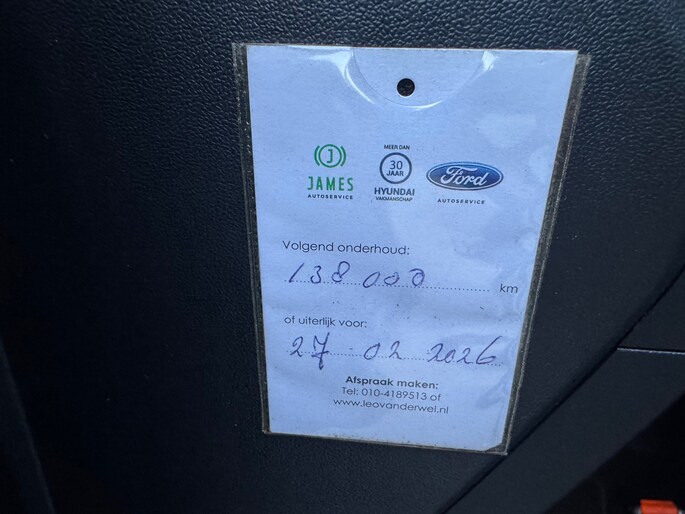 J
JAMES
AUTOSERVICE
MEER DAN
30
JAAR
HYUNDAI
VAKMANSCHAP
Ford
AUTOSERVICE
Volgend onderhoud:
138 000 km
of uiterlijk voor:
27 02 2026
Afspraak maken:
Tel: 010-4189513 of
www.leovanderwel.nl